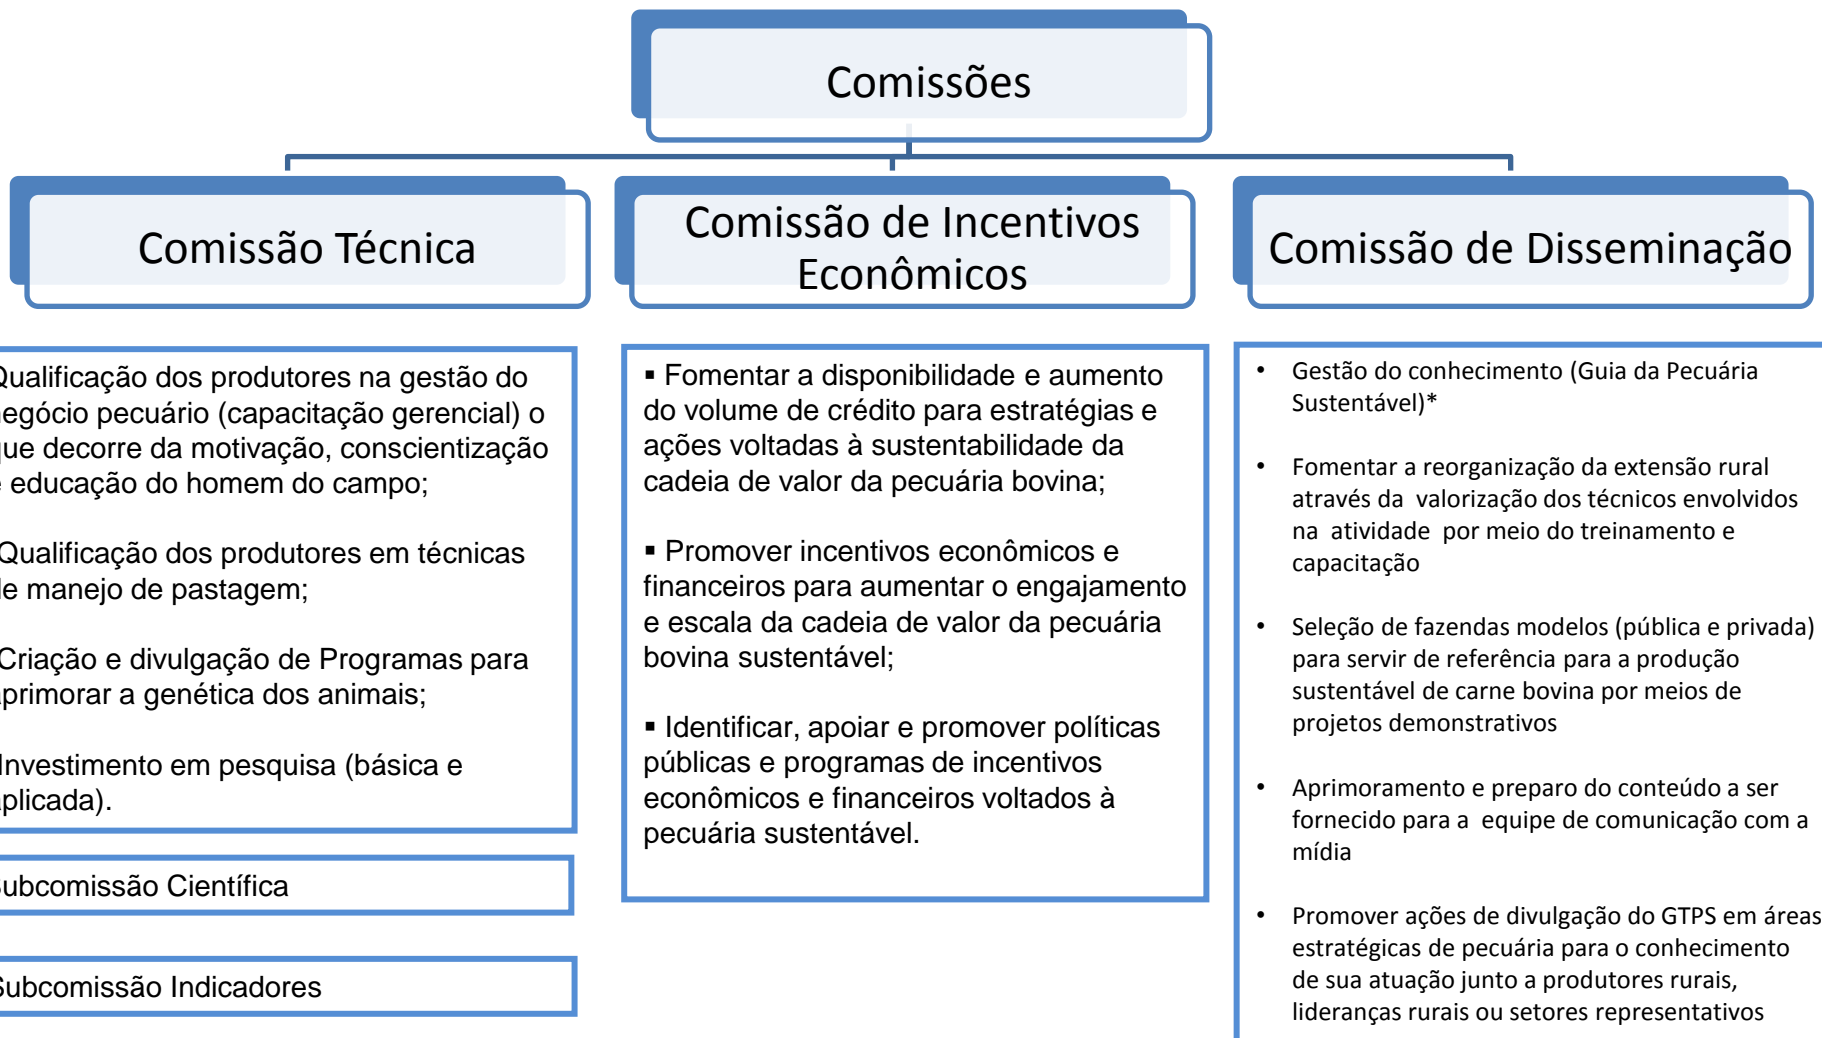 Comissões
Comissão Técnica
Qualificação dos produtores na gestão do
negócio pecuário (capacitação gerencial) o
que decorre da motivação, conscientização
e educação do homem do campo;
Qualificação dos produtores em técnicas
de manejo de pastagem;
Criação e divulgação de Programas para
aprimorar a genética dos animais;
Investimento em pesquisa (básica e
aplicada).
Subcomissão Científica
Subcomissão Indicadores
Comissão de Incentivos
Econômicos
▪ Fomentar a disponibilidade e aumento
do volume de crédito para estratégias e
ações voltadas à sustentabilidade da
cadeia de valor da pecuária bovina;
▪ Promover incentivos econômicos e
financeiros para aumentar o engajamento
e escala da cadeia de valor da pecuária
bovina sustentável;
▪ Identificar, apoiar e promover políticas
públicas e programas de incentivos
econômicos e financeiros voltados à
pecuária sustentável.
Comissão de Disseminação
• Gestão do conhecimento (Guia da Pecuária
Sustentável)*
• Fomentar a reorganização da extensão rural
através da valorização dos técnicos envolvidos
na atividade por meio do treinamento e
capacitação
• Seleção de fazendas modelos (pública e privada)
para servir de referência para a produção
sustentável de carne bovina por meios de
projetos demonstrativos
• Aprimoramento e preparo do conteúdo a ser
fornecido para a equipe de comunicação com a
mídia
• Promover ações de divulgação do GTPS em áreas
estratégicas de pecuária para o conhecimento
de sua atuação junto a produtores rurais,
lideranças rurais ou setores representativos